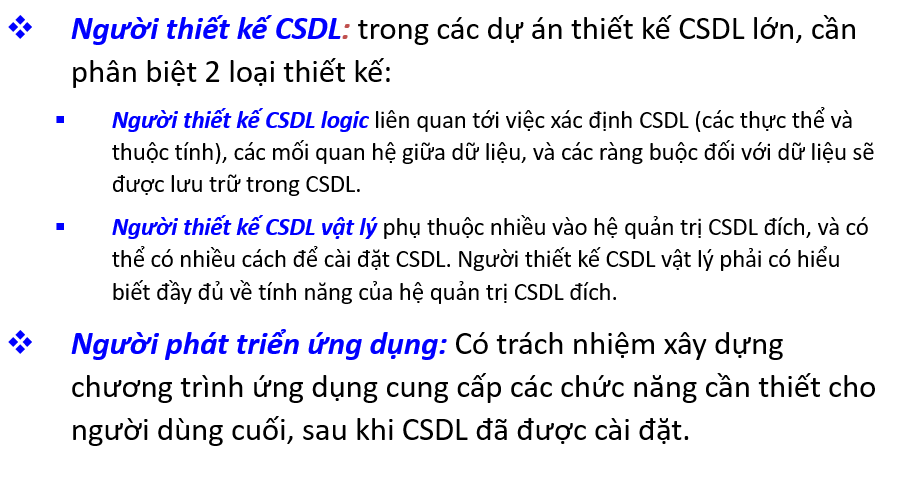 Người thiết kế CSDL: trong các dự án thiết kế CSDL lớn, cần
phân biệt 2 loại thiết kế:
Người thiết kế CSDL logic liên quan tới việc xác định CSDL (các thực thể và
thuộc tính), các mối quan hệ giữa dữ liệu, và các ràng buộc đối với dữ liệu sẽ
được lưu trữ trong CSDL.
Người thiết kế CSDL vật lý phụ thuộc nhiều vào hệ quản trị CSDL đích, và có
thể có nhiều cách để cài đặt CSDL. Người thiết kế CSDL vật lý phải có hiểu
biết đầy đủ về tính năng của hệ quản trị CSDL đích.
Người phát triển ứng dụng: Có trách nhiệm xây dựng
chương trình ứng dụng cung cấp các chức năng cần thiết cho
người dùng cuối, sau khi CSDL đã được cài đặt.